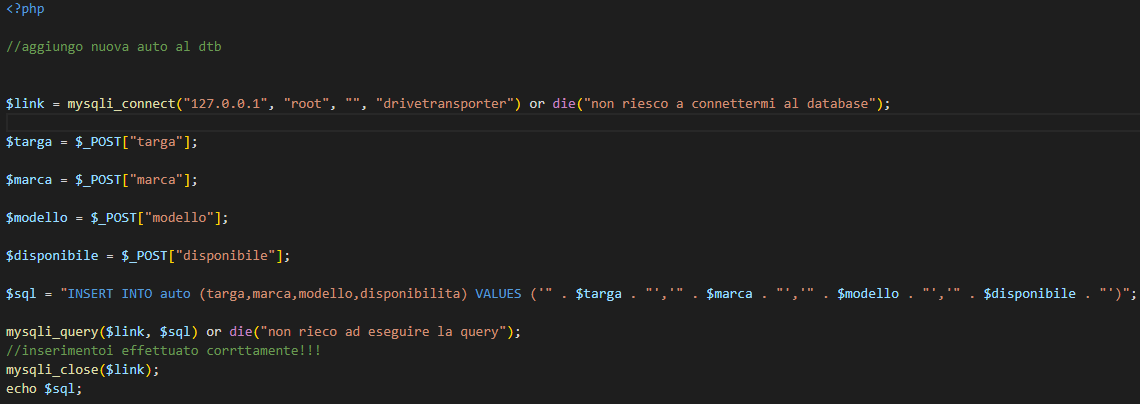 <?php
//aggiungo nuova auto al dtb
$link = mysqli_connect("127.0.0.1", "root", "", "drivetransporter") or die("non riesco a connettermi al database");
$targa = $_POST["targa"];
$marca = $_POST["marca"];
$modello = $_POST["modello"];
$disponibile = $_POST["disponibile"];
$sql = "INSERT INTO auto (targa,marca,modello,disponibilita) VALUES ('" . $targa . "','" . $marca . "','" . $modello . "','" . $disponibile . "')";
mysqli_query($link, $sql) or die("non rieco ad eseguire la query");
//inserimentoi effettuato corrttamente!!!
mysqli_close($link);
echo $sql;